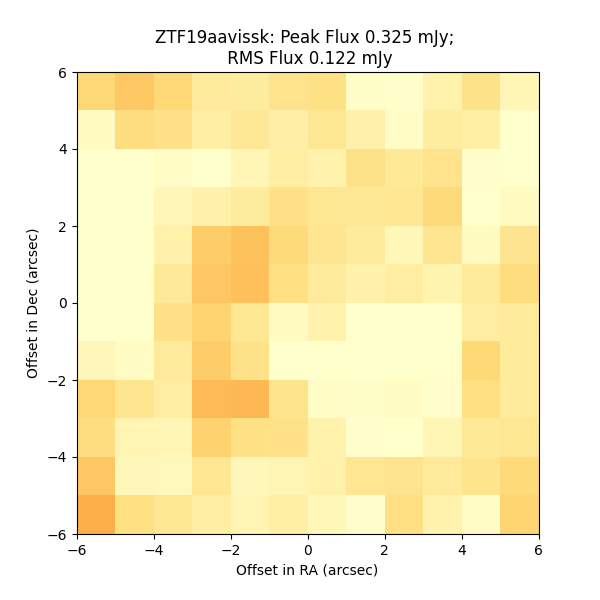 ZTF19aavissk: Peak Flux 0.325 mJy;
RMS Flux 0.122 mJy
6
4
2
0
−2
−4
−6
Offset in Dec (arcsec)
−6 −4 −2 0 2 4 6
Offset in RA (arcsec)